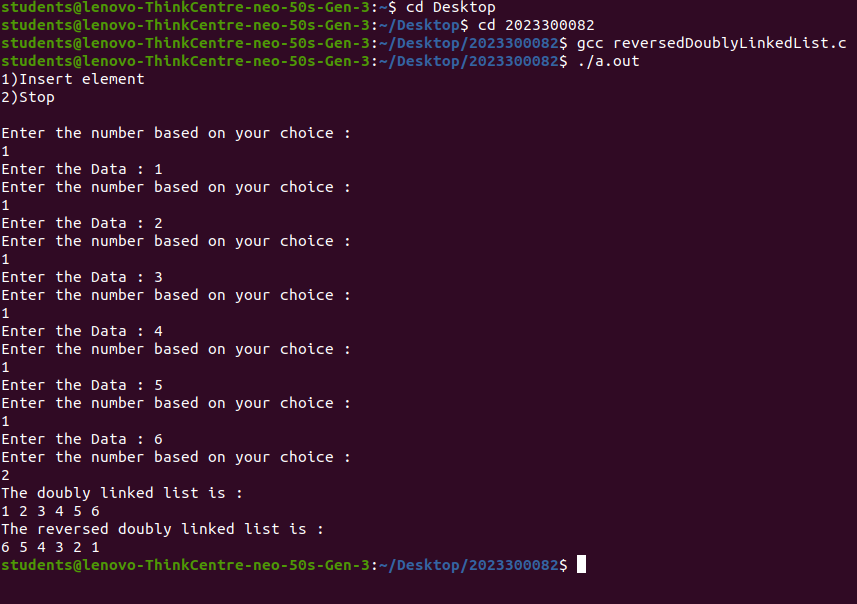 students@lenovo-ThinkCentre-neo-50s-Gen-3:~$ cd Desktop
students@lenovo-ThinkCentre-neo-50s-Gen-3:~/Desktop$ cd 2023300082
students@lenovo-ThinkCentre-neo-50s-Gen-3:~/Desktop/2023300082$ gcc reversedDoublyLinkedList.c
students@lenovo-ThinkCentre-neo-50s-Gen-3:~/Desktop/2023300082$ ./a.out
1)Insert element
2)Stop

Enter the number based on your choice :
1
Enter the Data : 1
Enter the number based on your choice :
1
Enter the Data : 2
Enter the number based on your choice :
1
Enter the Data : 3
Enter the number based on your choice :
1
Enter the Data : 4
Enter the number based on your choice :
1
Enter the Data : 5
Enter the number based on your choice :
1
Enter the Data : 6
Enter the number based on your choice :
2
The doubly linked list is :
1 2 3 4 5 6
The reversed doubly linked list is :
6 5 4 3 2 1
students@lenovo-ThinkCentre-neo-50s-Gen-3:~/Desktop/2023300082$